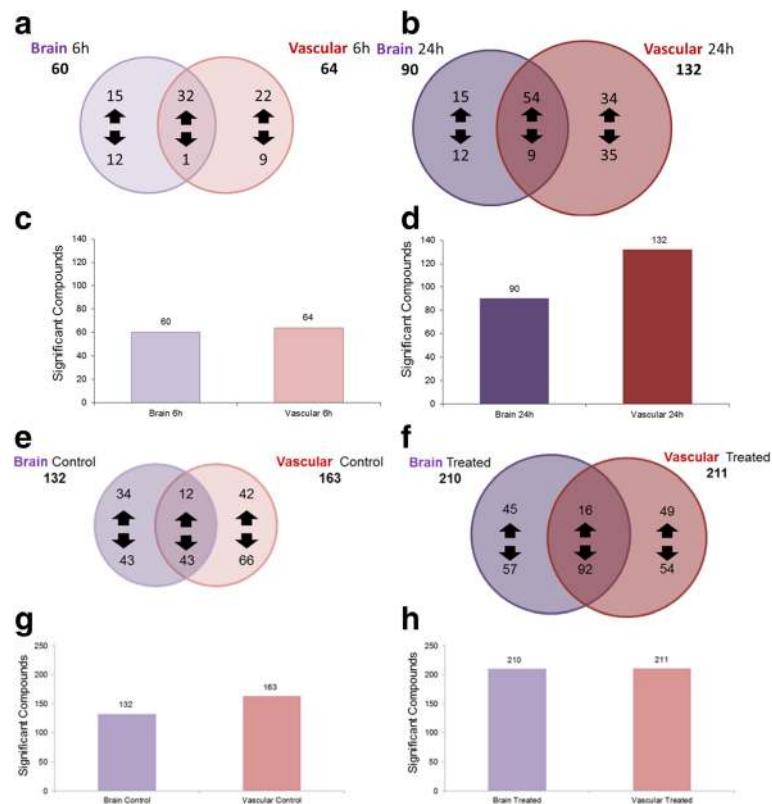 a
Brain 6h
60
Vascular 6h
64
15 32 22
12 1 9
b
Brain 24h
90
Vascular 24h
132
15 54 34
12 9 35
c
Significant Compounds
140
120
100
80
60
40
20
0
60
64
Brain 6h
Vascular 6h
d
Significant Compounds
140
120
100
80
60
40
20
0
90
132
Brain 24h
Vascular 24h
e
Brain Control
132
Vascular Control
163
34 12 42
43 43 66
f
Brain Treated
210
Vascular Treated
211
45 16 49
57 92 54
g
Significant Compounds
250
200
150
100
50
0
132
163
Brain Control
Vascular Control
h
Significant Compounds
250
200
150
100
50
0
210
211
Brain Treated
Vascular Treated